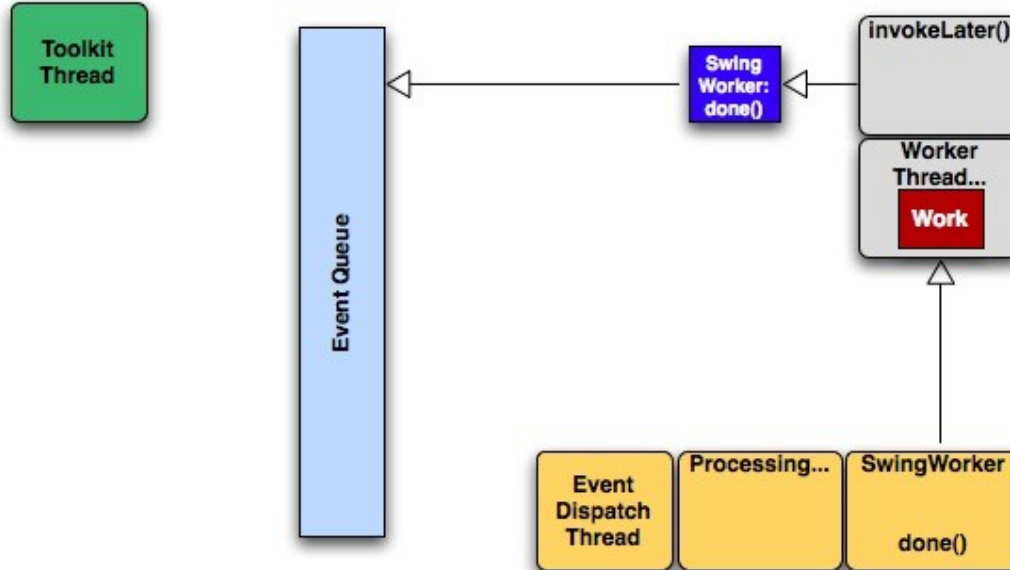 Toolkit
Thread
Event Queue
Swing
Worker:
done()
invokeLater()
Worker
Thread...
Work
Event
Dispatch
Thread
Processing...
SwingWorker
done()